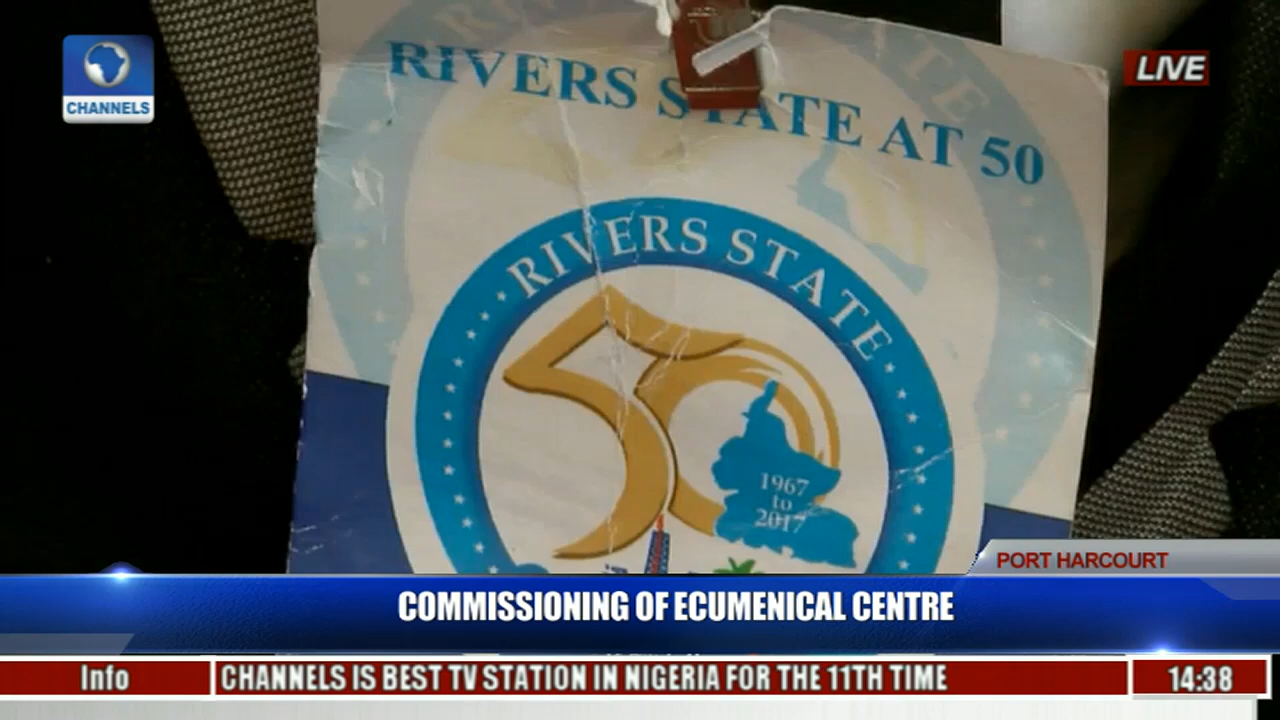 CHANNELS
LIVE
RIVERS STATE AT 50
RIVERS STATE
50
1967
to
2017
PORT HARCOURT
COMMISSIONING OF ECUMENICAL CENTRE
Info
CHANNELS IS BEST TV STATION IN NIGERIA FOR THE 11TH TIME
14:38